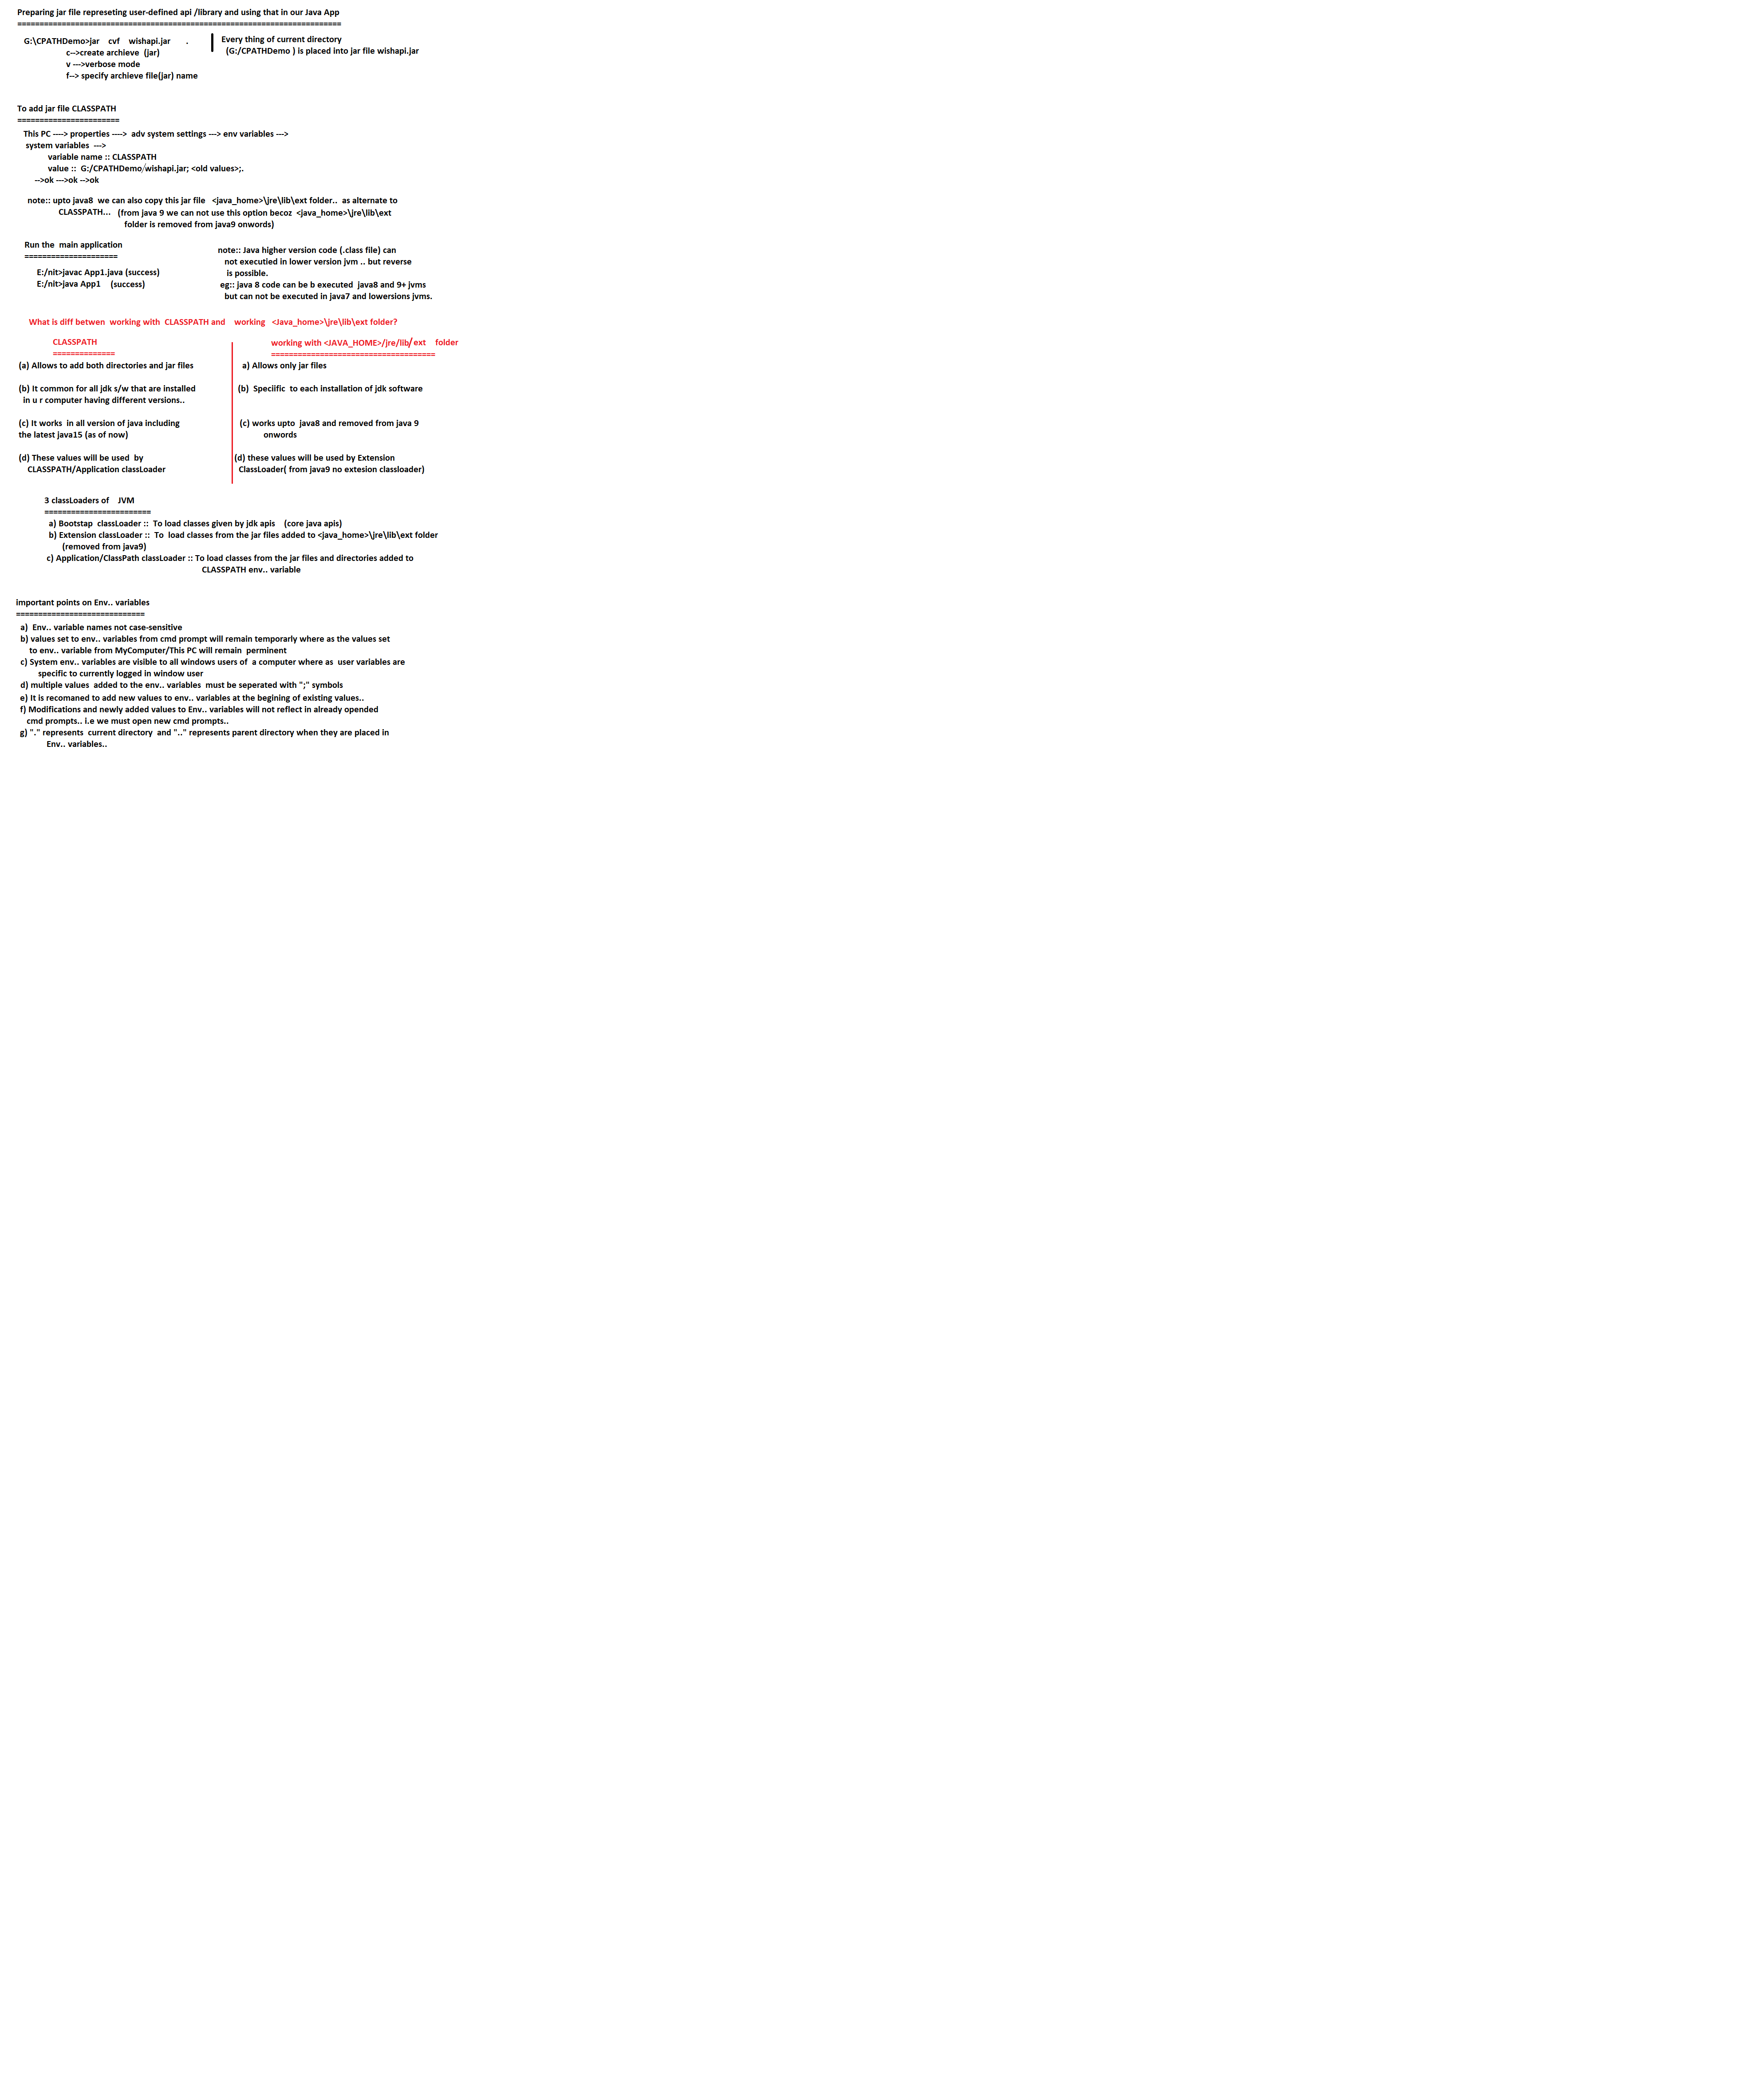 Preparing jar file represeting user-defined api /library and using that in our Java App
=========================================================================
G:\CPATHDemo>jar cvf wishapi.jar .
c-->create archieve (jar)
v --->verbose mode
f--> specify archieve file(jar) name
Every thing of current directory
(G:/CPATHDemo ) is placed into jar file wishapi.jar
To add jar file CLASSPATH
=======================
This PC ----> properties ----> adv system settings ---> env variables --->
system variables --->
variable name :: CLASSPATH
value :: G:/CPATHDemo/wishapi.jar; <old values>;.
-->ok --->ok -->ok
note:: upto java8 we can also copy this jar file <java_home>\jre\lib\ext folder.. as alternate to
CLASSPATH... (from java 9 we can not use this option becoz <java_home>\jre\lib\ext
folder is removed from java9 onwords)
Run the main application
=====================
E:/nit>javac App1.java (success)
E:/nit>java App1 (success)
note:: Java higher version code (.class file) can
not executied in lower version jvm .. but reverse
is possible.
eg:: java 8 code can be b executed java8 and 9+ jvms
but can not be executed in java7 and lowersions jvms.
What is diff betwen working with CLASSPATH and working <Java_home>\jre\lib\ext folder?
CLASSPATH
==============
(a) Allows to add both directories and jar files
(b) It common for all jdk s/w that are installed
in u r computer having different versions..
(c) It works in all version of java including
the latest java15 (as of now)
(d) These values will be used by
CLASSPATH/Application classLoader
working with <JAVA_HOME>/jre/lib/ext folder
=====================================
a) Allows only jar files
(b) Speciific to each installation of jdk software
(c) works upto java8 and removed from java 9
onwords
(d) these values will be used by Extension
ClassLoader( from java9 no extesion classloader)
3 classLoaders of JVM
========================
a) Bootstap classLoader :: To load classes given by jdk apis (core java apis)
b) Extension classLoader :: To load classes from the jar files added to <java_home>\jre\lib\ext folder
(removed from java9)
c) Application/ClassPath classLoader :: To load classes from the jar files and directories added to
CLASSPATH env.. variable
important points on Env.. variables
=============================
a) Env.. variable names not case-sensitive
b) values set to env.. variables from cmd prompt will remain temporarly where as the values set
to env.. variable from MyComputer/This PC will remain perminent
c) System env.. variables are visible to all windows users of a computer where as user variables are
specific to currently logged in window user
d) multiple values added to the env.. variables must be seperated with ";" symbols
e) It is recomaned to add new values to env.. variables at the begining of existing values..
f) Modifications and newly added values to Env.. variables will not reflect in already opended
cmd prompts.. i.e we must open new cmd prompts..
g) "." represents current directory and ".." represents parent directory when they are placed in
Env.. variables..